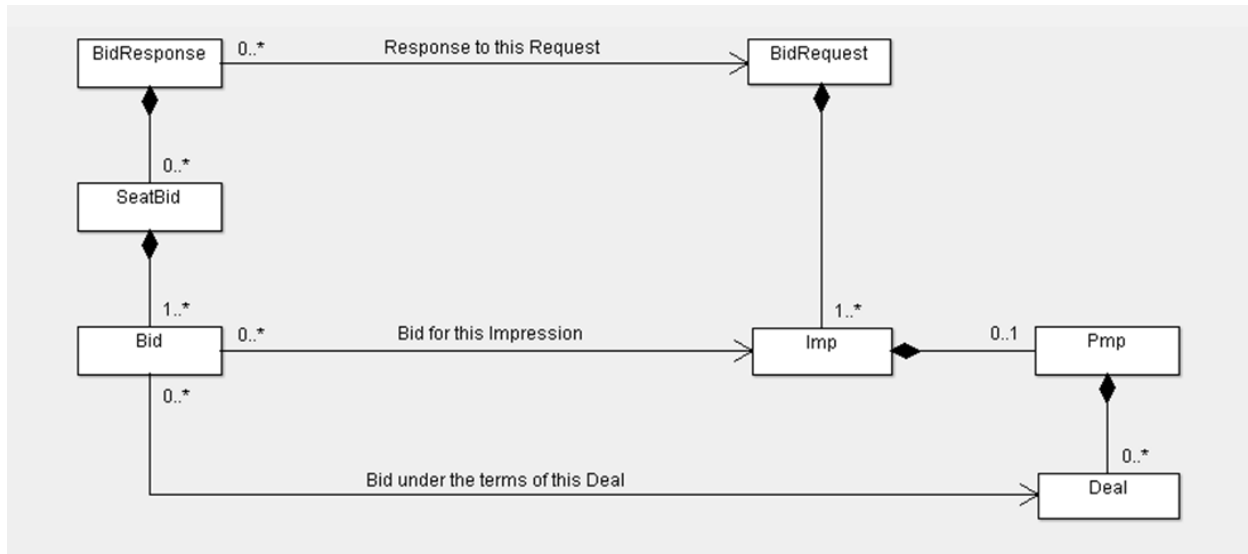 BidResponse
0..*
Response to this Request
BidRequest
0..*
SeatBid
1..*
Bid
0..*
Bid for this Impression
1..*
Imp
0..1
Pmp
0..*
Bid under the terms of this Deal
0..*
Deal